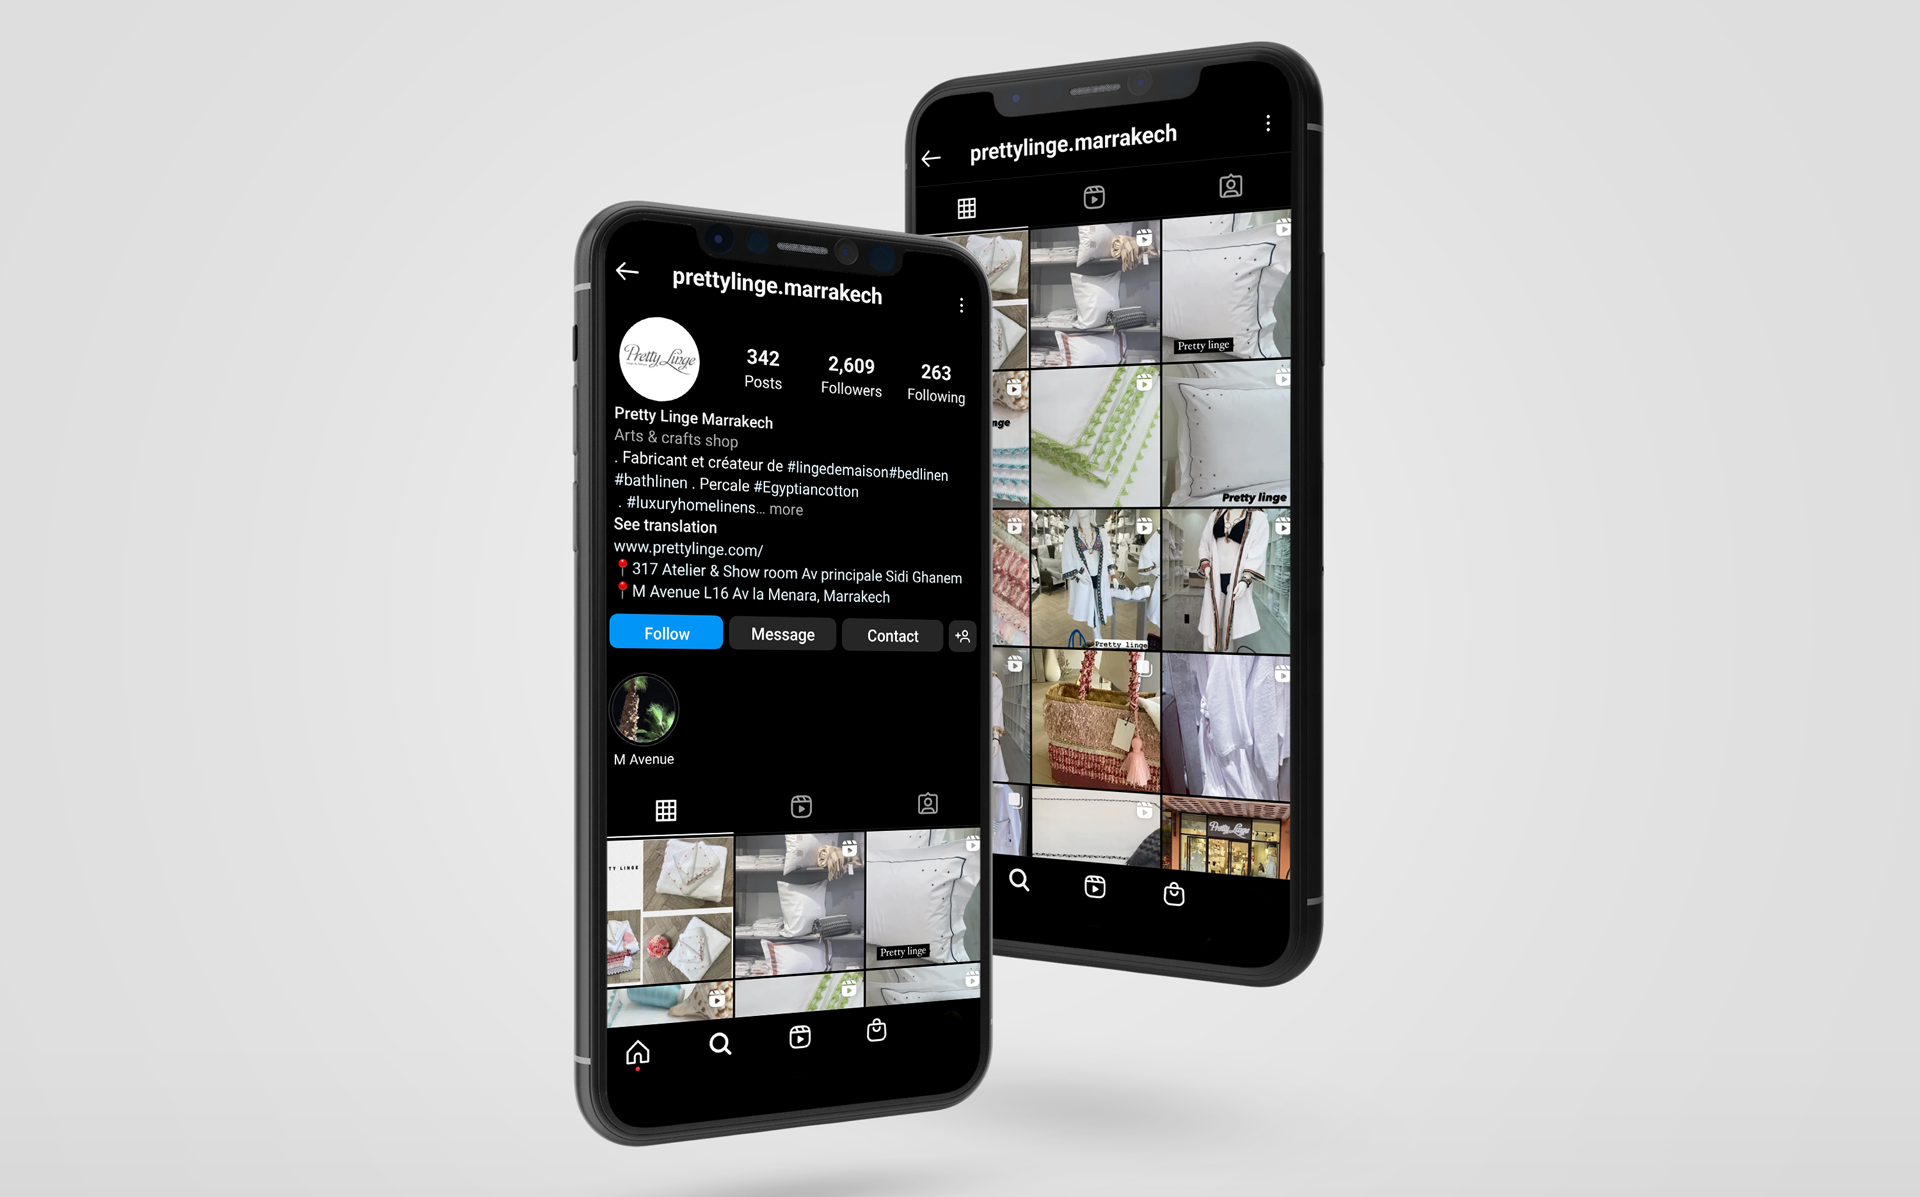 prettylinge.marrakech
Pretty Linge
342
Posts
2,609
Followers
263
Following
Pretty Linge Marrakech
Arts & crafts shop
. Fabricant et créateur de #lingedemaison#bedlinen
#bathlinen . Percale #Egyptiancotton
. #luxuryhomelinens... more
See translation
www.prettylinge.com/
317 Atelier & Show room Av principale Sidi Ghanem
M Avenue L16 Av la Menara, Marrakech
Follow
Message
Contact
M Avenue
TY LINGE
Pretty linge
prettylinge.marrakech
Pretty linge
nge
Pretty linge
Pretty linge
Pretty Linge